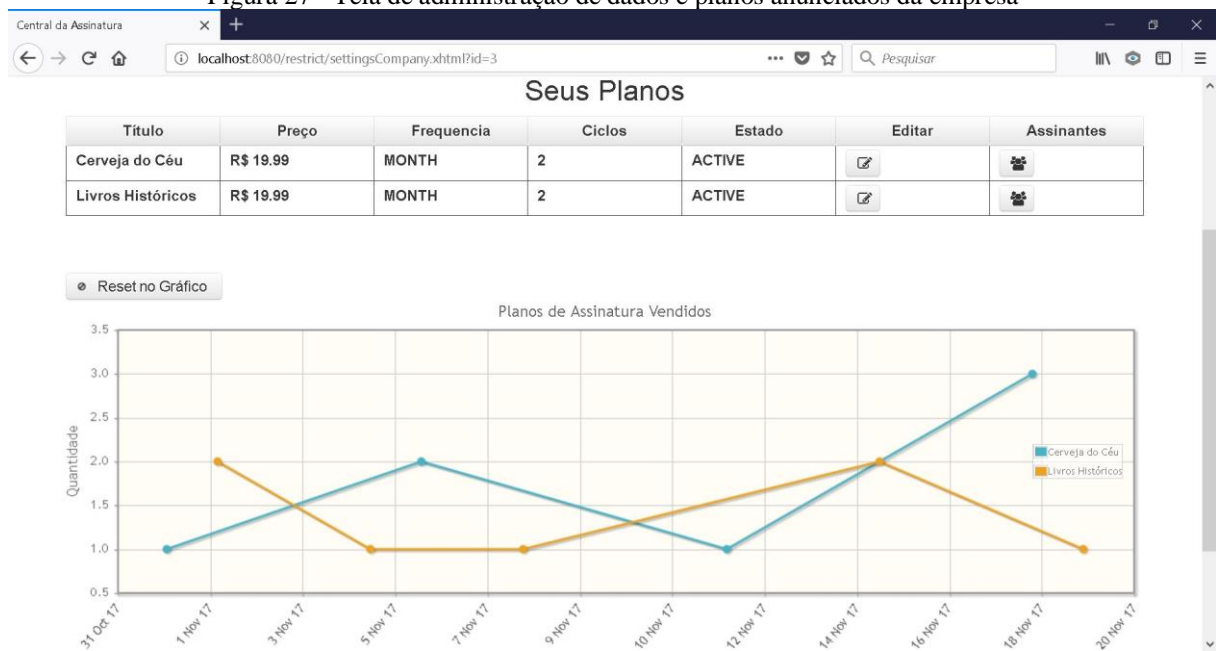 Figura 27 - Tela de administração de dados e planos anunciados da empresa
Central da Assinatura
localhost:8080/restrict/settingsCompany.xhtml?id=3
Pesquisar
Seus Planos
Título Preço Frequencia Ciclos Estado Editar Assinantes
Cerveja do Céu R$ 19.99 MONTH 2 ACTIVE
Livros Históricos R$ 19.99 MONTH 2 ACTIVE
Reset no Gráfico
Planos de Assinatura Vendidos
Quantidade
3.5
3.0
2.5
2.0
1.5
1.0
0.5
Cerveja do Céu
Livros Históricos
31 Oct 17 1 Nov 17 3 Nov 17 5 Nov 17 7 Nov 17 9 Nov 17 10 Nov 17 12 Nov 17 14 Nov 17 16 Nov 17 18 Nov 17 20 Nov 17